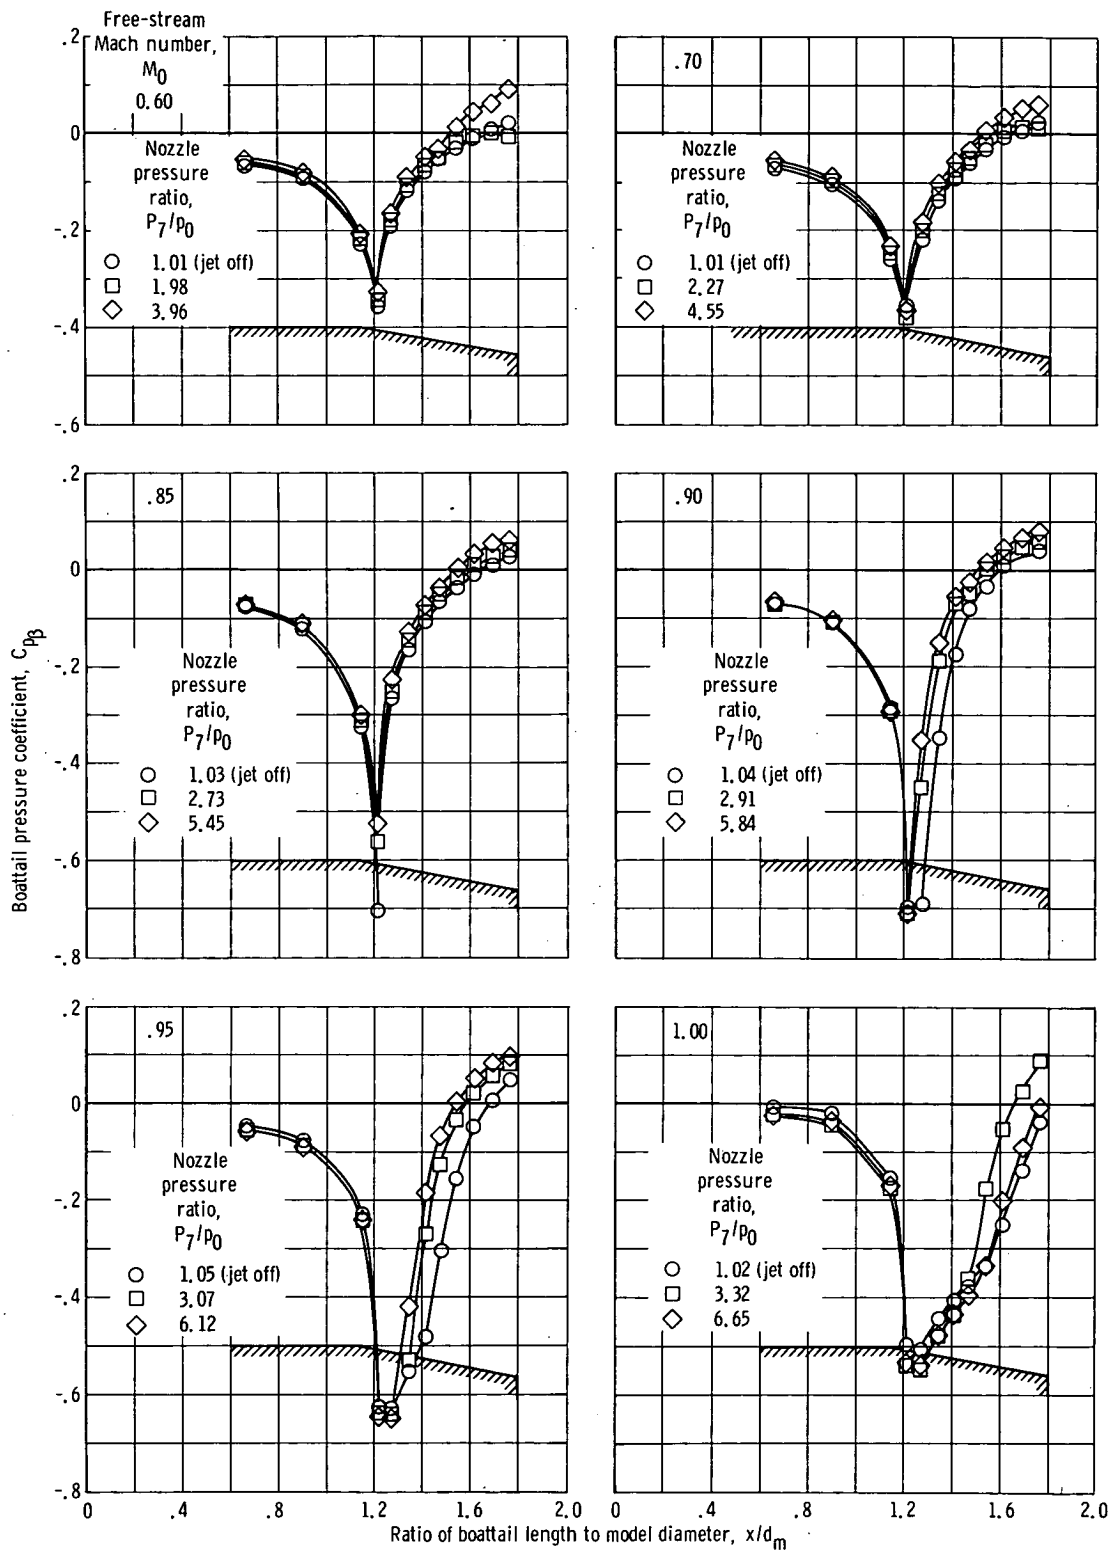 Free-stream
Mach number,
M0
0.60
.2
0
-.2
-.4
-.6
Nozzle
pressure
ratio,
P7/p0
1.01 (jet off)
1.98
3.96
.70
Nozzle
pressure
ratio,
P7/p0
1.01 (jet off)
2.27
4.55
Boattail pressure coefficient, Cpβ
.2
0
-.2
-.4
-.6
-.8
.85
Nozzle
pressure
ratio,
P7/p0
1.03 (jet off)
2.73
5.45
.90
Nozzle
pressure
ratio,
P7/p0
1.04 (jet off)
2.91
5.84
.2
0
-.2
-.4
-.6
-.8
.95
Nozzle
pressure
ratio,
P7/p0
1.05 (jet off)
3.07
6.12
1.00
Nozzle
pressure
ratio,
P7/p0
1.02 (jet off)
3.32
6.65
0 .4 .8 1.2 1.6 2.0
0 .4 .8 1.2 1.6 2.0
Ratio of boattail length to model diameter, x/dm